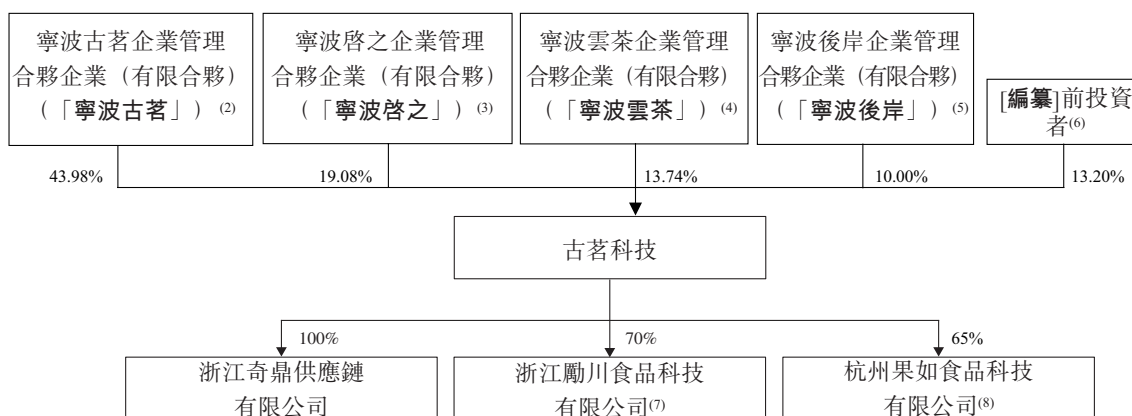 寧波古茗企業管理
合夥企業（有限合夥）
（「寧波古茗」）(2)
寧波啓之企業管理
合夥企業（有限合夥）
（「寧波啓之」）(3)
寧波雲茶企業管理
合夥企業（有限合夥）
（「寧波雲茶」）(4)
寧波後岸企業管理
合夥企業（有限合夥）
（「寧波後岸」）(5)
[編纂]前投資
者(6)
43.98%
19.08%
13.74%
10.00%
13.20%
古茗科技
100%
70%
65%
浙江奇鼎供應鏈
有限公司
浙江勵川食品科技
有限公司(7)
杭州果如食品科技
有限公司(8)